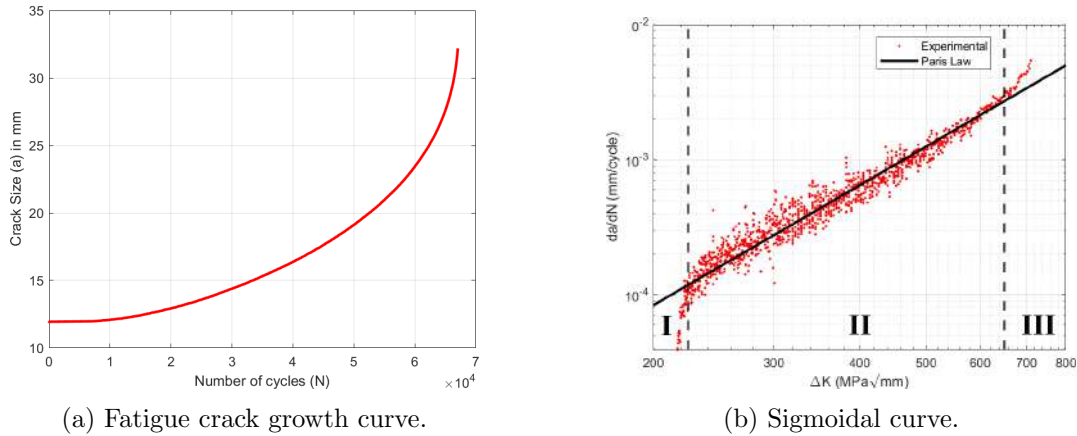 35
30
25
20
15
10
Crack Size (a) in mm
0 1 2 3 4 5 6 7
Number of cycles (N)
×10^4
(a) Fatigue crack growth curve.
10^-2
10^-3
10^-4
da/dN (mm/cycle)
Experimental
Paris Law
I II III
200 300 400 500 600 700 800
ΔK (MPa√mm)
(b) Sigmoidal curve.